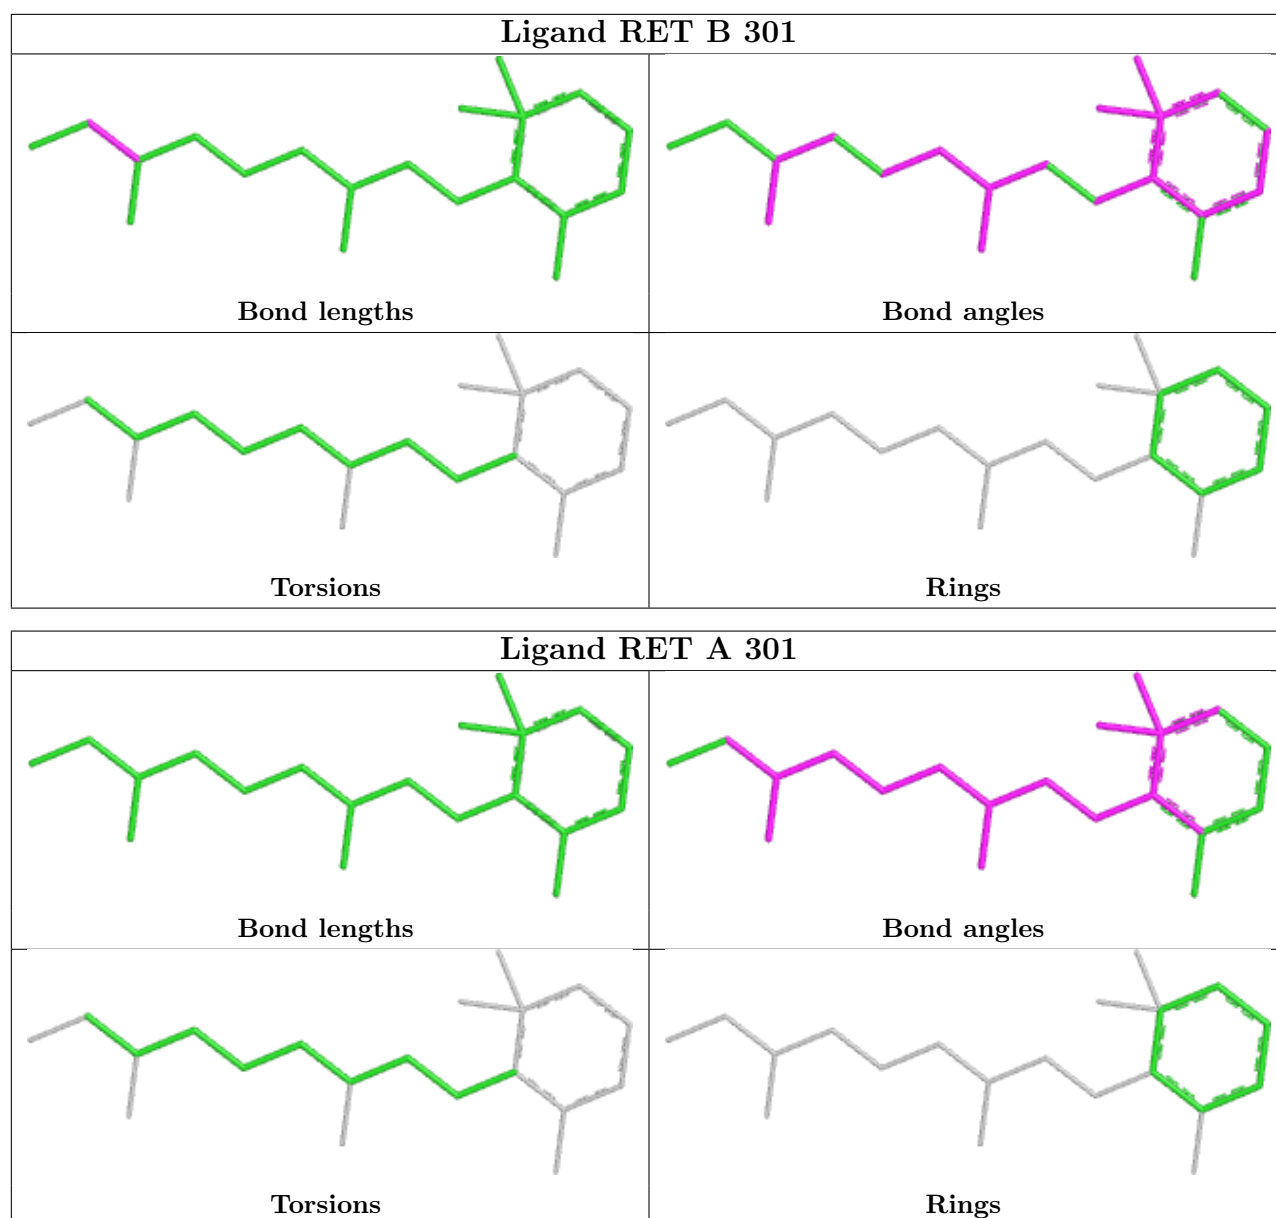 Ligand RET B 301
Bond lengths
Bond angles
Torsions
Rings
Ligand RET A 301
Bond lengths
Bond angles
Torsions
Rings